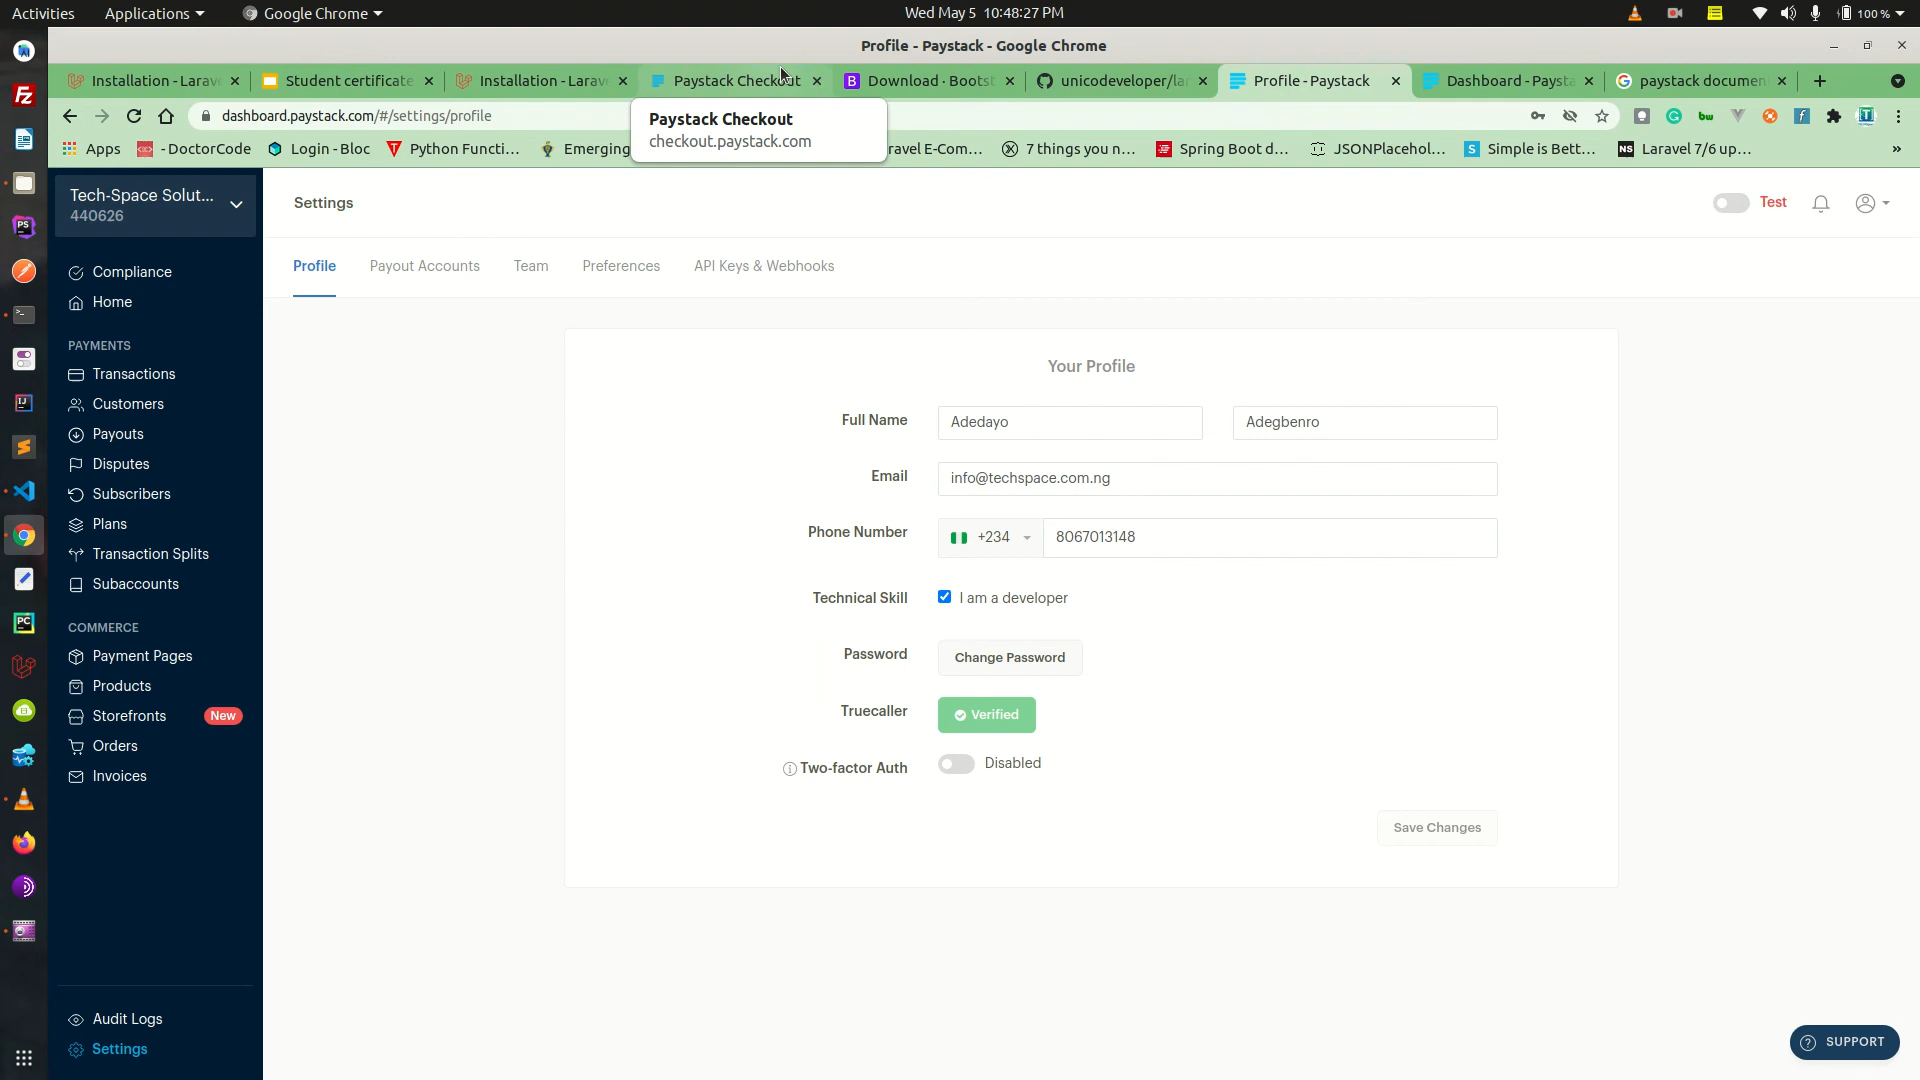 Activities Applications Google Chrome Wed May 5 10:48:27 PM 100 %
Profile - Paystack - Google Chrome
Installation - Larave Student certificate Installation - Larave Paystack Checkout Download · Bootst unicodeveloper/la Profile - Paystack Dashboard - Paysta paystack documen
dashboard.paystack.com/#/settings/profile
Paystack Checkout
checkout.paystack.com
Apps - DoctorCode Login - Bloc Python Functi... Emerging ravel E-Com... 7 things you n... Spring Boot d... JSONPlacehol... Simple is Bett... Laravel 7/6 up... »
Tech-Space Solut...
440626
Settings
Test
Profile Payout Accounts Team Preferences API Keys & Webhooks
Compliance
Home
PAYMENTS
Transactions
Customers
Payouts
Disputes
Subscribers
Plans
Transaction Splits
Subaccounts
COMMERCE
Payment Pages
Products
Storefronts New
Orders
Invoices
Audit Logs
Settings
Your Profile
Full Name Adedayo Adegbenro
Email info@techspace.com.ng
Phone Number +234 8067013148
Technical Skill I am a developer
Password Change Password
Truecaller Verified
Two-factor Auth Disabled
Save Changes
SUPPORT